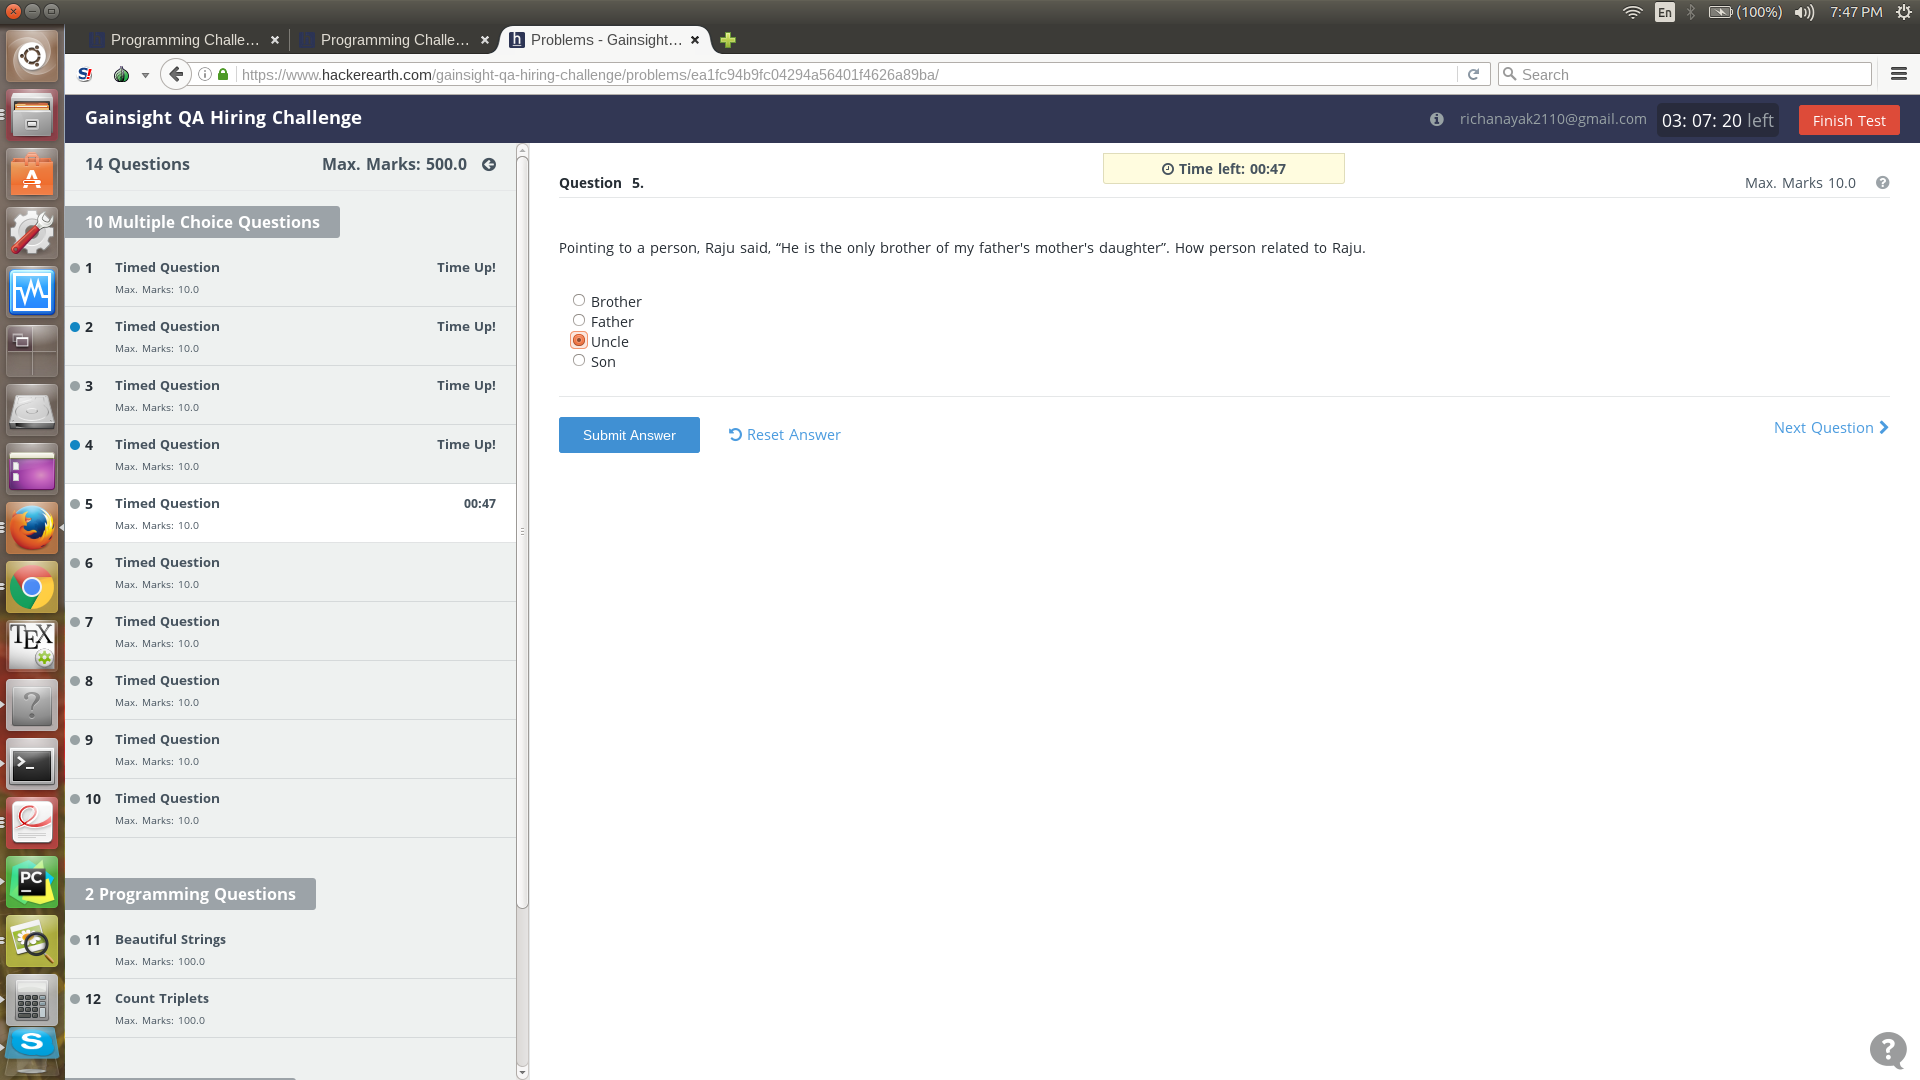 En
(100%)
7:47 PM
Programming Challe...
Programming Challe...
h
Problems - Gainsight...
S!
https://www.hackerearth.com/gainsight-qa-hiring-challenge/problems/ea1fc94b9fc04294a56401f4626a89ba/
Search
Gainsight QA Hiring Challenge
richanayak2110@gmail.com
03: 07: 20 left
Finish Test
14 Questions
Max. Marks: 500.0
10 Multiple Choice Questions
1 Timed Question Time Up!
Max. Marks: 10.0
2 Timed Question Time Up!
Max. Marks: 10.0
3 Timed Question Time Up!
Max. Marks: 10.0
4 Timed Question Time Up!
Max. Marks: 10.0
5 Timed Question 00:47
Max. Marks: 10.0
6 Timed Question
Max. Marks: 10.0
7 Timed Question
Max. Marks: 10.0
8 Timed Question
Max. Marks: 10.0
9 Timed Question
Max. Marks: 10.0
10 Timed Question
Max. Marks: 10.0
2 Programming Questions
11 Beautiful Strings
Max. Marks: 100.0
12 Count Triplets
Max. Marks: 100.0
Time left: 00:47
Question 5.
Max. Marks 10.0
?
Pointing to a person, Raju said, “He is the only brother of my father's mother's daughter”. How person related to Raju.
Brother
Father
Uncle
Son
Submit Answer
Reset Answer
Next Question
?
A
TEX
?
>_
PC
S